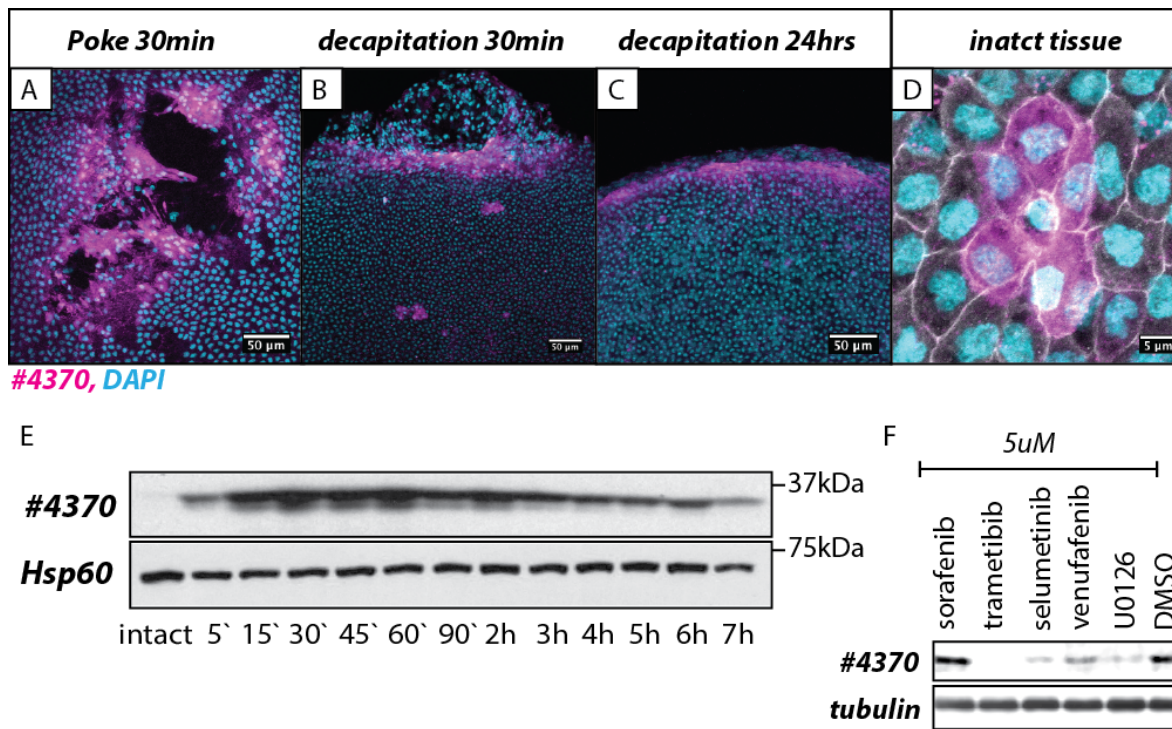 Poke 30min
decapitation 30min
decapitation 24hrs
inatct tissue
A
B
C
D
50 µm
50 µm
50 µm
5 µm
#4370, DAPI
E
#4370
37kDa
75kDa
Hsp60
intact 5` 15` 30` 45` 60` 90` 2h 3h 4h 5h 6h 7h
F
5uM
sorafenib
trametibib
selumetinib
venufafenib
U0126
DMSO
#4370
tubulin